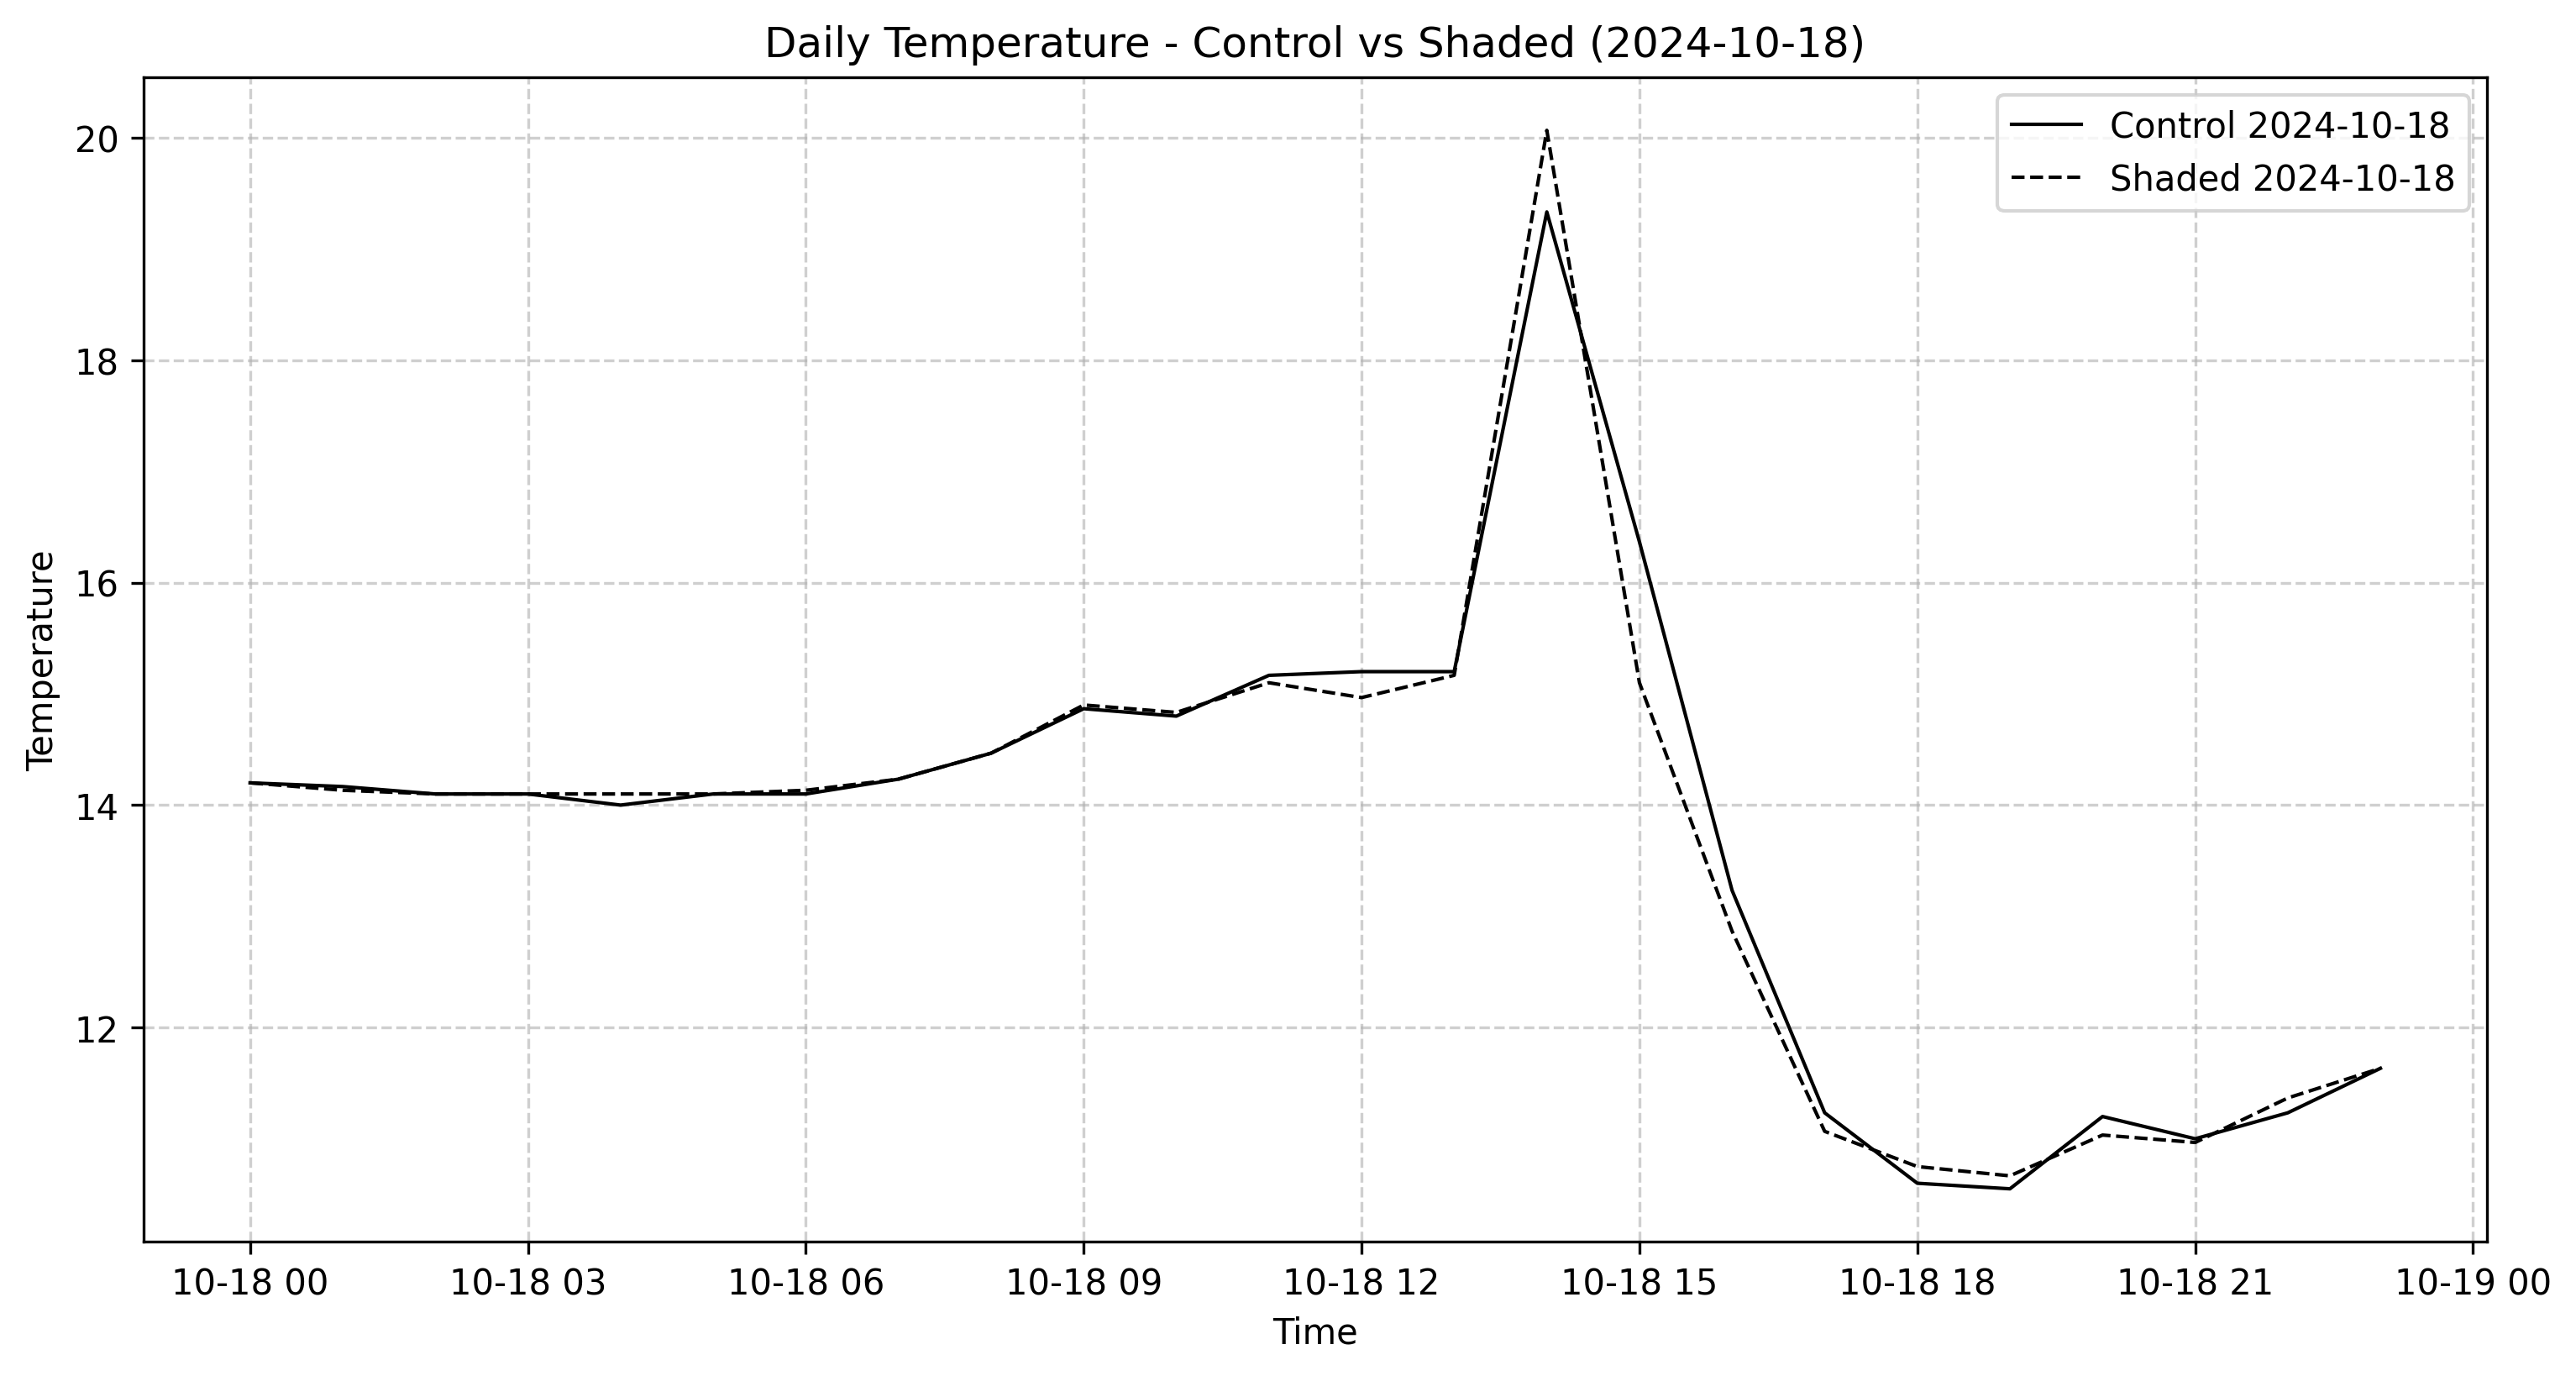 Daily Temperature - Control vs Shaded (2024-10-18)
Control 2024-10-18
Shaded 2024-10-18
20
18
16
14
12
Temperature
10-18 00
10-18 03
10-18 06
10-18 09
10-18 12
10-18 15
10-18 18
10-18 21
10-19 00
Time